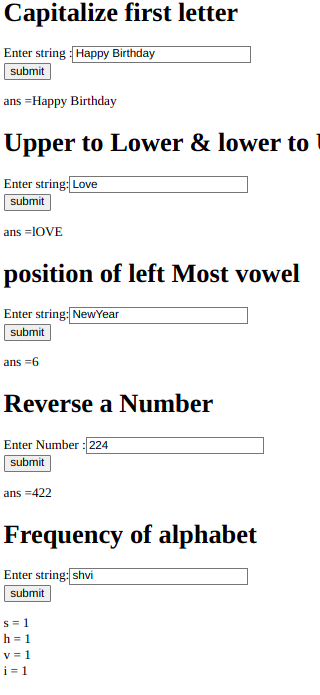 Capitalize first letter
Enter string : Happy Birthday
submit
ans =Happy Birthday
Upper to Lower & lower to
Enter string: Love
submit
ans =lOVE
position of left Most vowel
Enter string: NewYear
submit
ans =6
Reverse a Number
Enter Number : 224
submit
ans =422
Frequency of alphabet
Enter string: shvi
submit
s = 1
h = 1
v = 1
i = 1